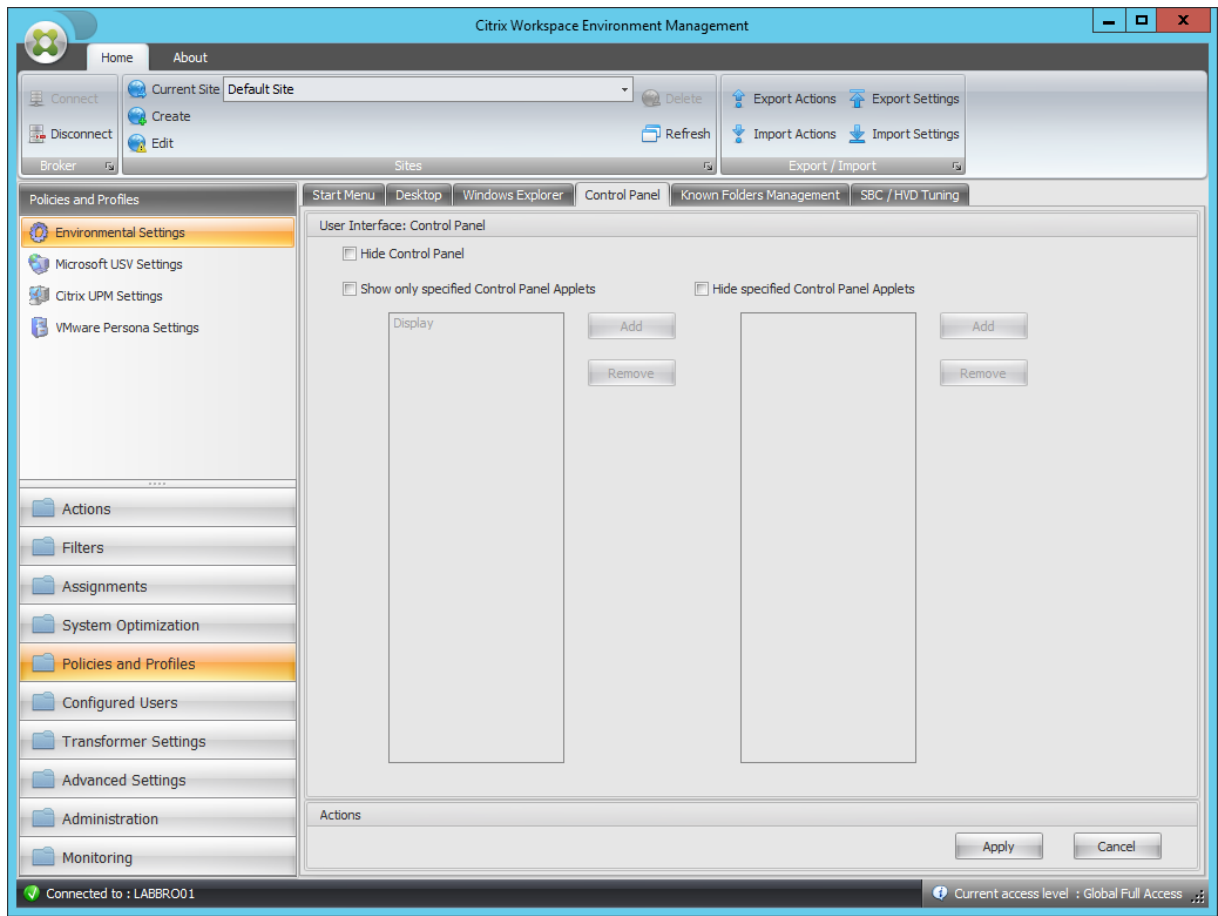 Citrix Workspace Environment Management
Home About
Connect
Disconnect
Broker
Current Site Default Site
Create
Edit
Delete
Refresh
Sites
Export Actions Export Settings
Import Actions Import Settings
Export / Import
Policies and Profiles
Environmental Settings
Microsoft USV Settings
Citrix UPM Settings
VMware Persona Settings
Actions
Filters
Assignments
System Optimization
Policies and Profiles
Configured Users
Transformer Settings
Advanced Settings
Administration
Monitoring
Start Menu Desktop Windows Explorer Control Panel Known Folders Management SBC / HVD Tuning
User Interface: Control Panel
Hide Control Panel
Show only specified Control Panel Applets
Display
Add
Remove
Hide specified Control Panel Applets
Add
Remove
Actions
Apply Cancel
Connected to : LABBRO01
Current access level : Global Full Access